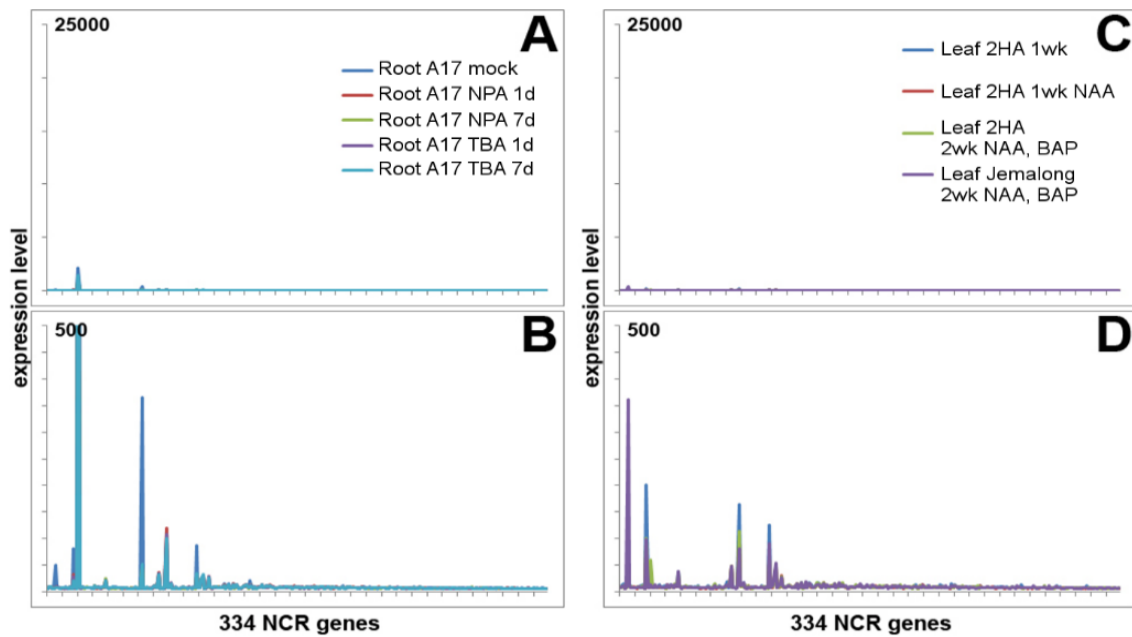 25000
A
Root A17 mock
Root A17 NPA 1d
Root A17 NPA 7d
Root A17 TBA 1d
Root A17 TBA 7d
expression level
500
B
334 NCR genes
25000
C
Leaf 2HA 1wk
Leaf 2HA 1wk NAA
Leaf 2HA
2wk NAA, BAP
Leaf Jemalong
2wk NAA, BAP
expression level
500
D
334 NCR genes